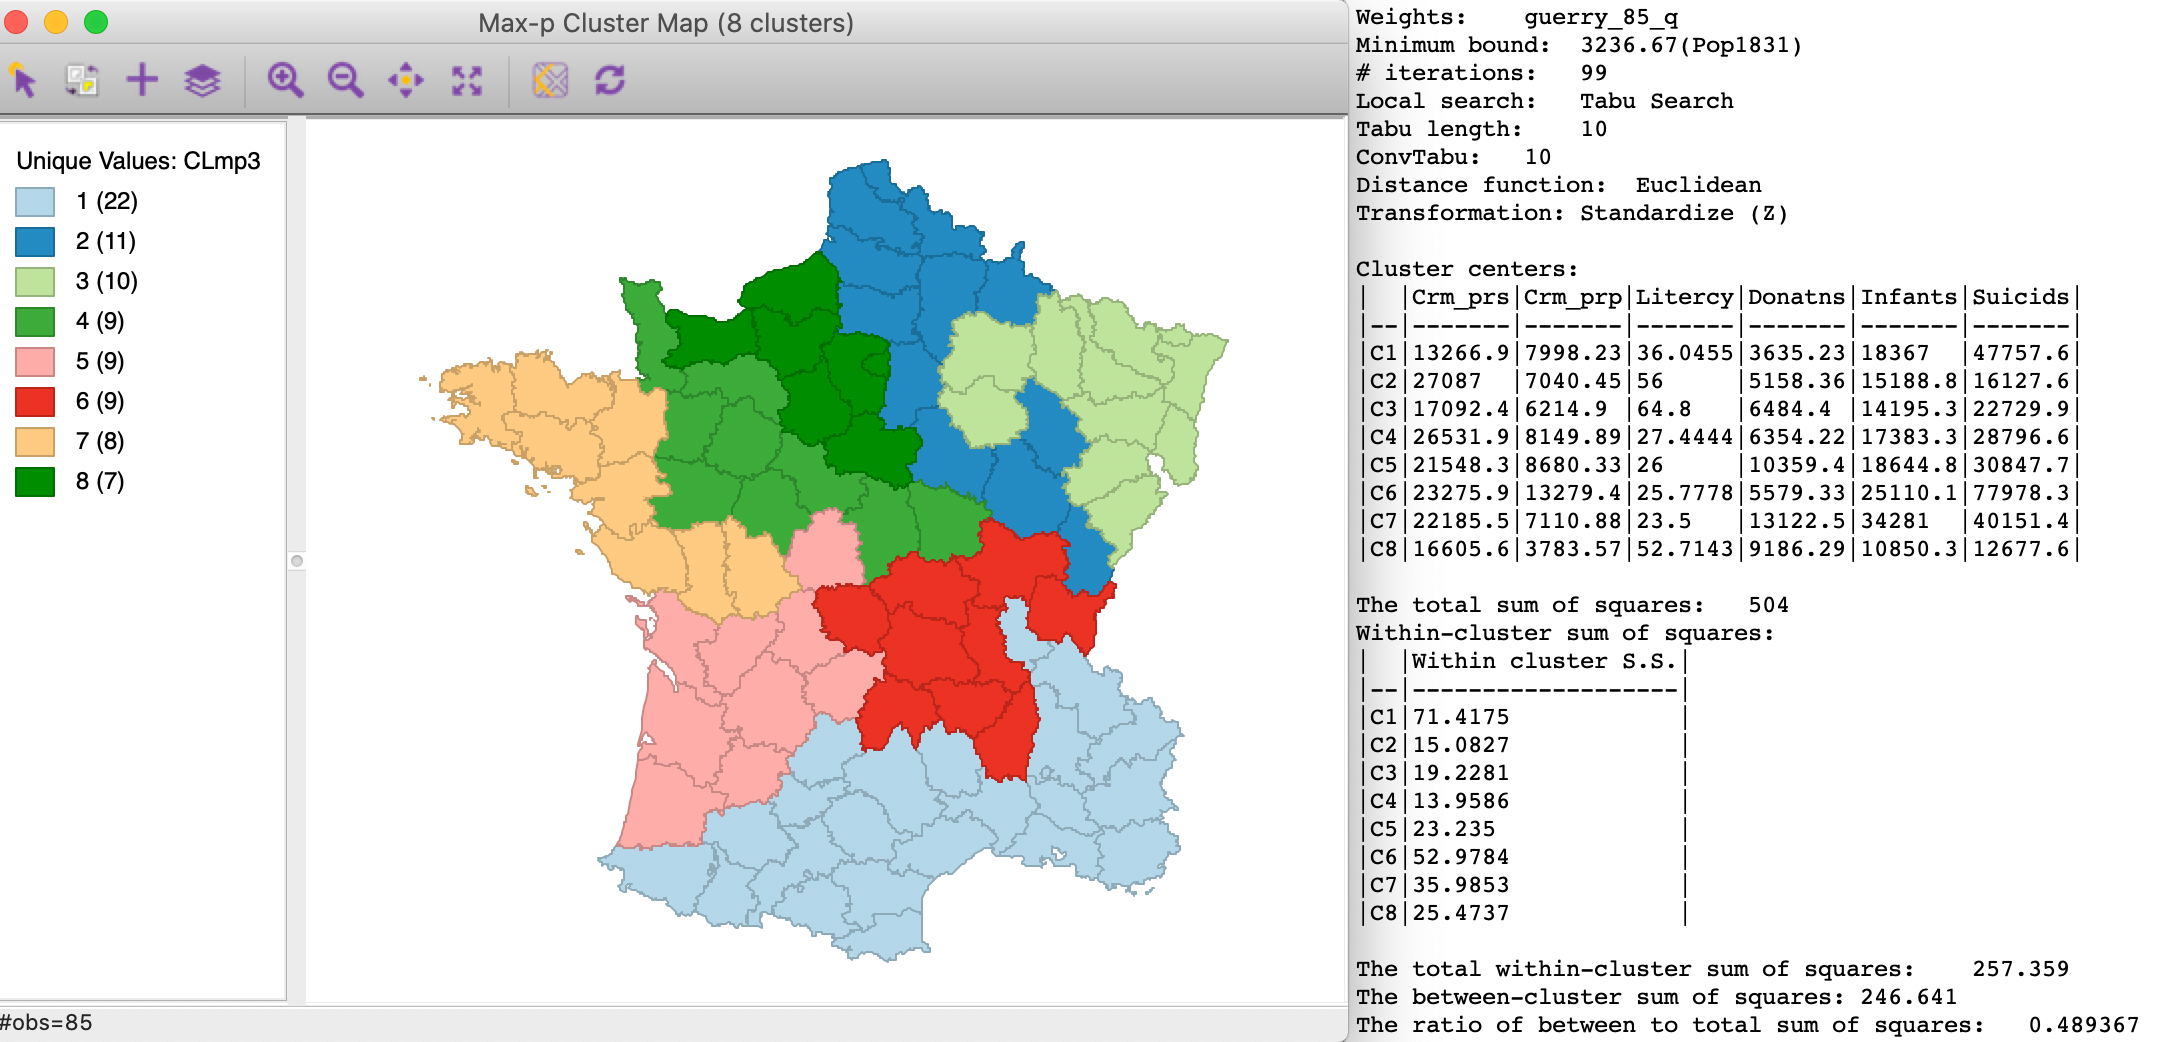 Max-p Cluster Map (8 clusters)
Unique Values: CLmp3
1 (22)
2 (11)
3 (10)
4 (9)
5 (9)
6 (9)
7 (8)
8 (7)
#obs=85
Weights: guerry_85_q
Minimum bound: 3236.67(Pop1831)
# iterations: 99
Local search: Tabu Search
Tabu length: 10
ConvTabu: 10
Distance function: Euclidean
Transformation: Standardize (Z)
Cluster centers:
|  |Crm_prs|Crm_prp|Litercy|Donatns|Infants|Suicids|
|--|-------|-------|-------|-------|-------|-------|
|C1|13266.9|7998.23|36.0455|3635.23|18367  |47757.6|
|C2|27087  |7040.45|56     |5158.36|15188.8|16127.6|
|C3|17092.4|6214.9 |64.8   |6484.4 |14195.3|22729.9|
|C4|26531.9|8149.89|27.4444|6354.22|17383.3|28796.6|
|C5|21548.3|8680.33|26     |10359.4|18644.8|30847.7|
|C6|23275.9|13279.4|25.7778|5579.33|25110.1|77978.3|
|C7|22185.5|7110.88|23.5   |13122.5|34281  |40151.4|
|C8|16605.6|3783.57|52.7143|9186.29|10850.3|12677.6|
The total sum of squares: 504
Within-cluster sum of squares:
|  |Within cluster S.S.|
|--|-------------------|
|C1|71.4175            |
|C2|15.0827            |
|C3|19.2281            |
|C4|13.9586            |
|C5|23.235             |
|C6|52.9784            |
|C7|35.9853            |
|C8|25.4737            |
The total within-cluster sum of squares: 257.359
The between-cluster sum of squares: 246.641
The ratio of between to total sum of squares: 0.489367